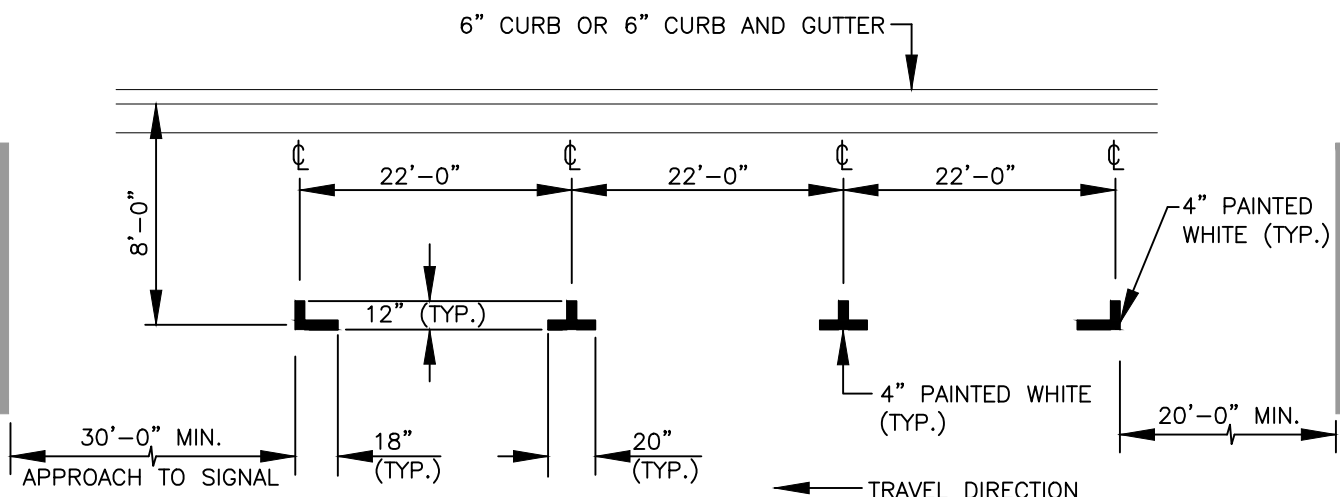 6” CURB OR 6” CURB AND GUTTER
℄ ℄ ℄ ℄
22’-0” 22’-0” 22’-0”
8’-0”
4” PAINTED
WHITE (TYP.)
12” (TYP.)
4” PAINTED WHITE
(TYP.)
30’-0” MIN.
APPROACH TO SIGNAL
18”
(TYP.)
20”
(TYP.)
20’-0” MIN.
TRAVEL DIRECTION